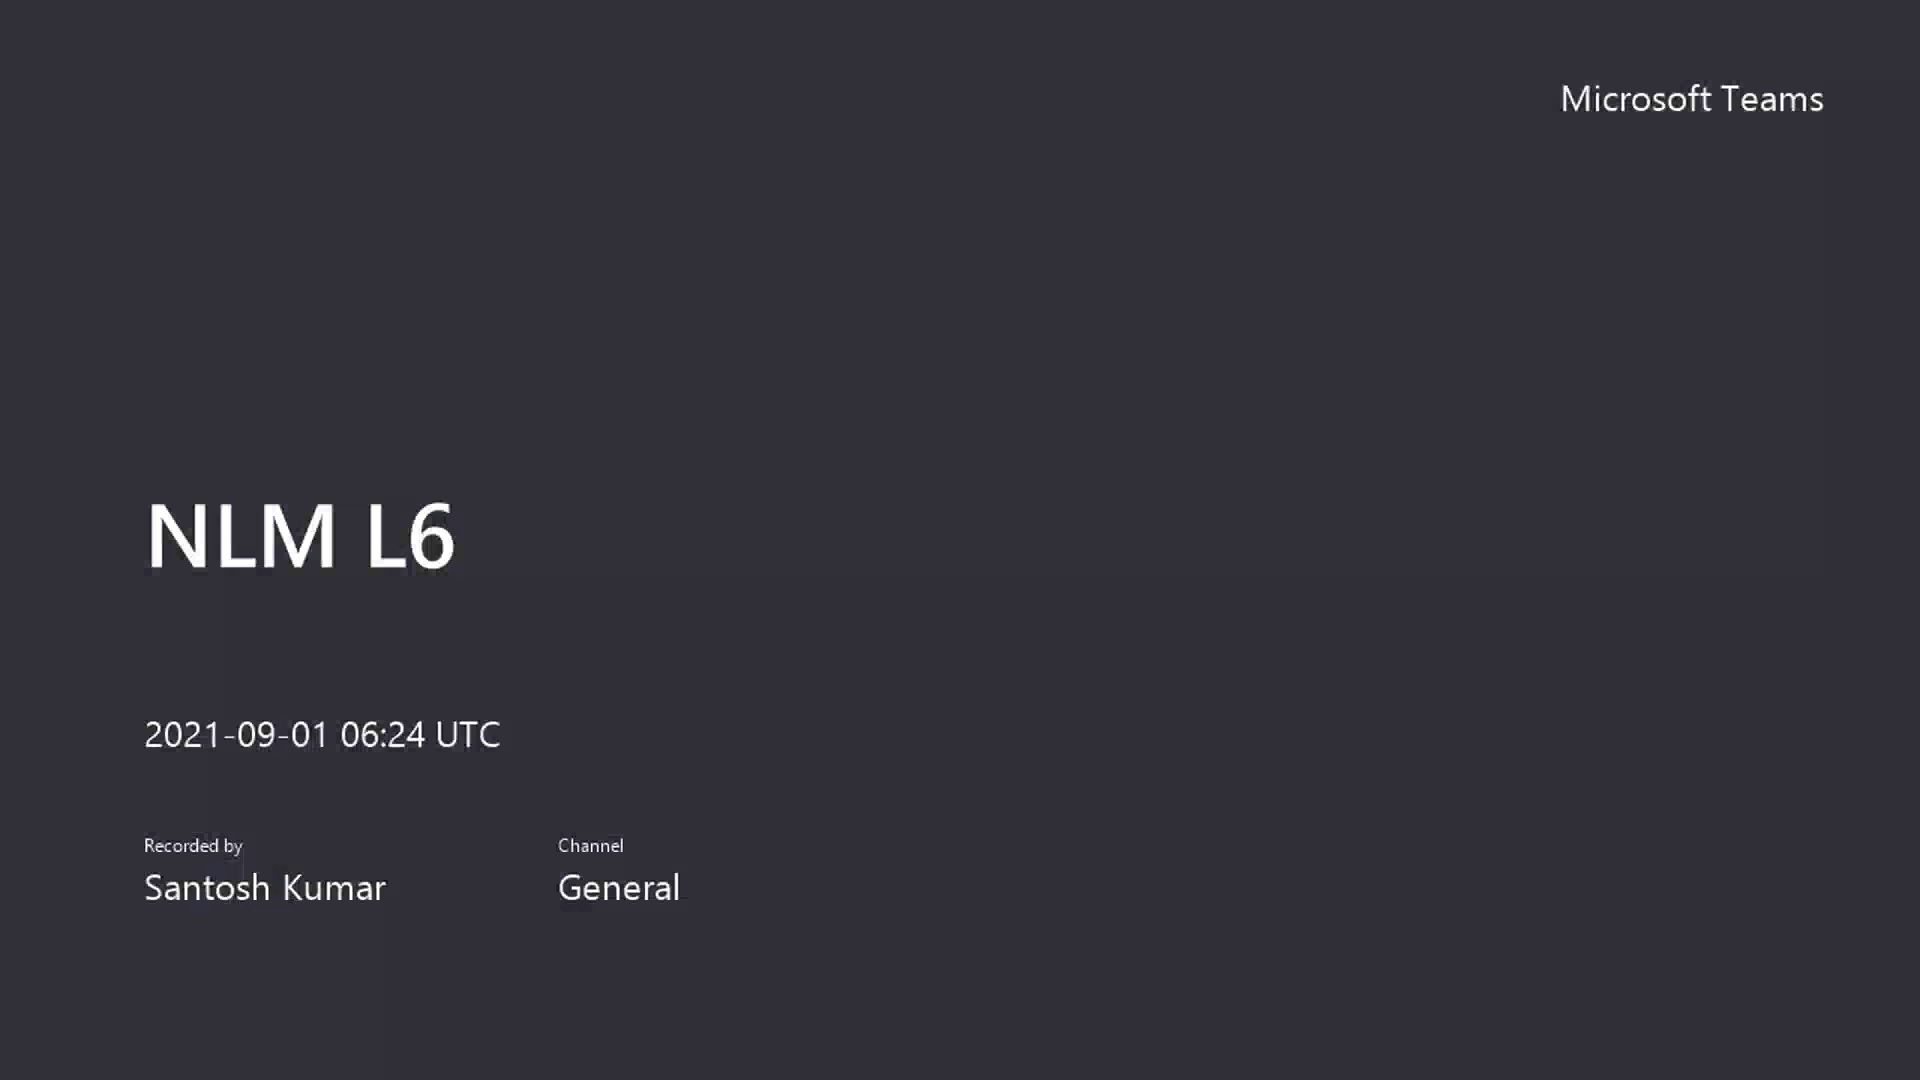 Microsoft Teams
NLM L6
2021-09-01 06:24 UTC
Recorded by
Santosh Kumar
Channel
General